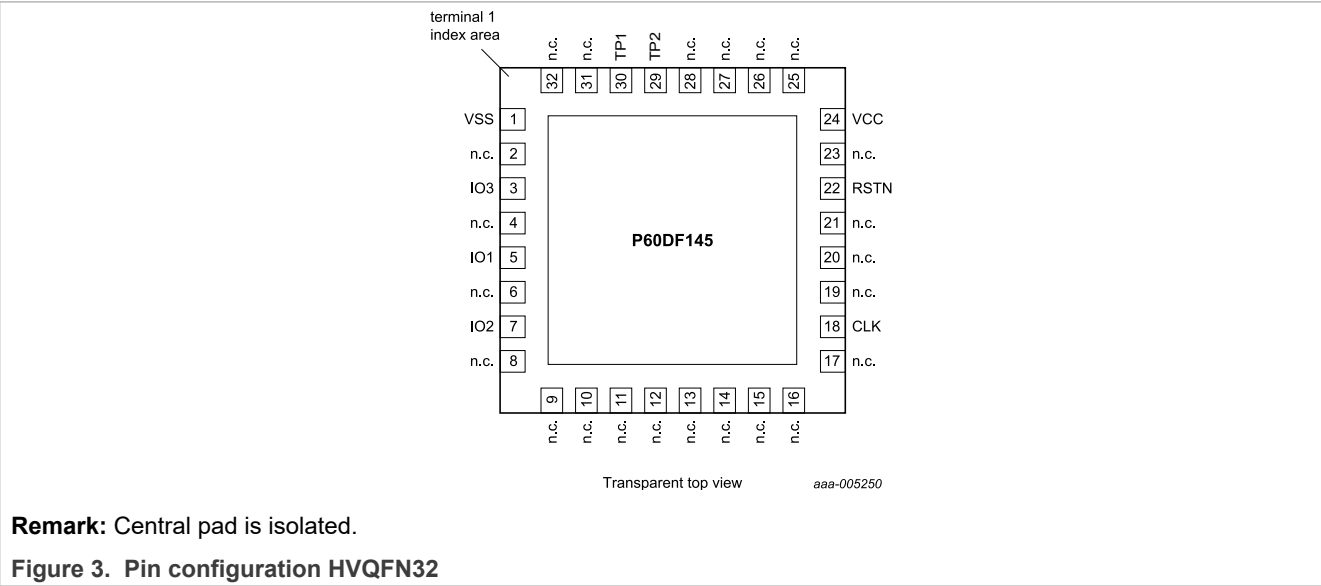 terminal 1
index area
n.c. n.c. TP1 TP2 n.c. n.c. n.c. n.c.
32 31 30 29 28 27 26 25
VSS 1 24 VCC
n.c. 2 23 n.c.
IO3 3 22 RSTN
n.c. 4 21 n.c.
P60DF145
IO1 5 20 n.c.
n.c. 6 19 n.c.
IO2 7 18 CLK
n.c. 8 17 n.c.
9 10 11 12 13 14 15 16
n.c. n.c. n.c. n.c. n.c. n.c. n.c. n.c.
Transparent top view aaa-005250
Remark: Central pad is isolated.
Figure 3. Pin configuration HVQFN32